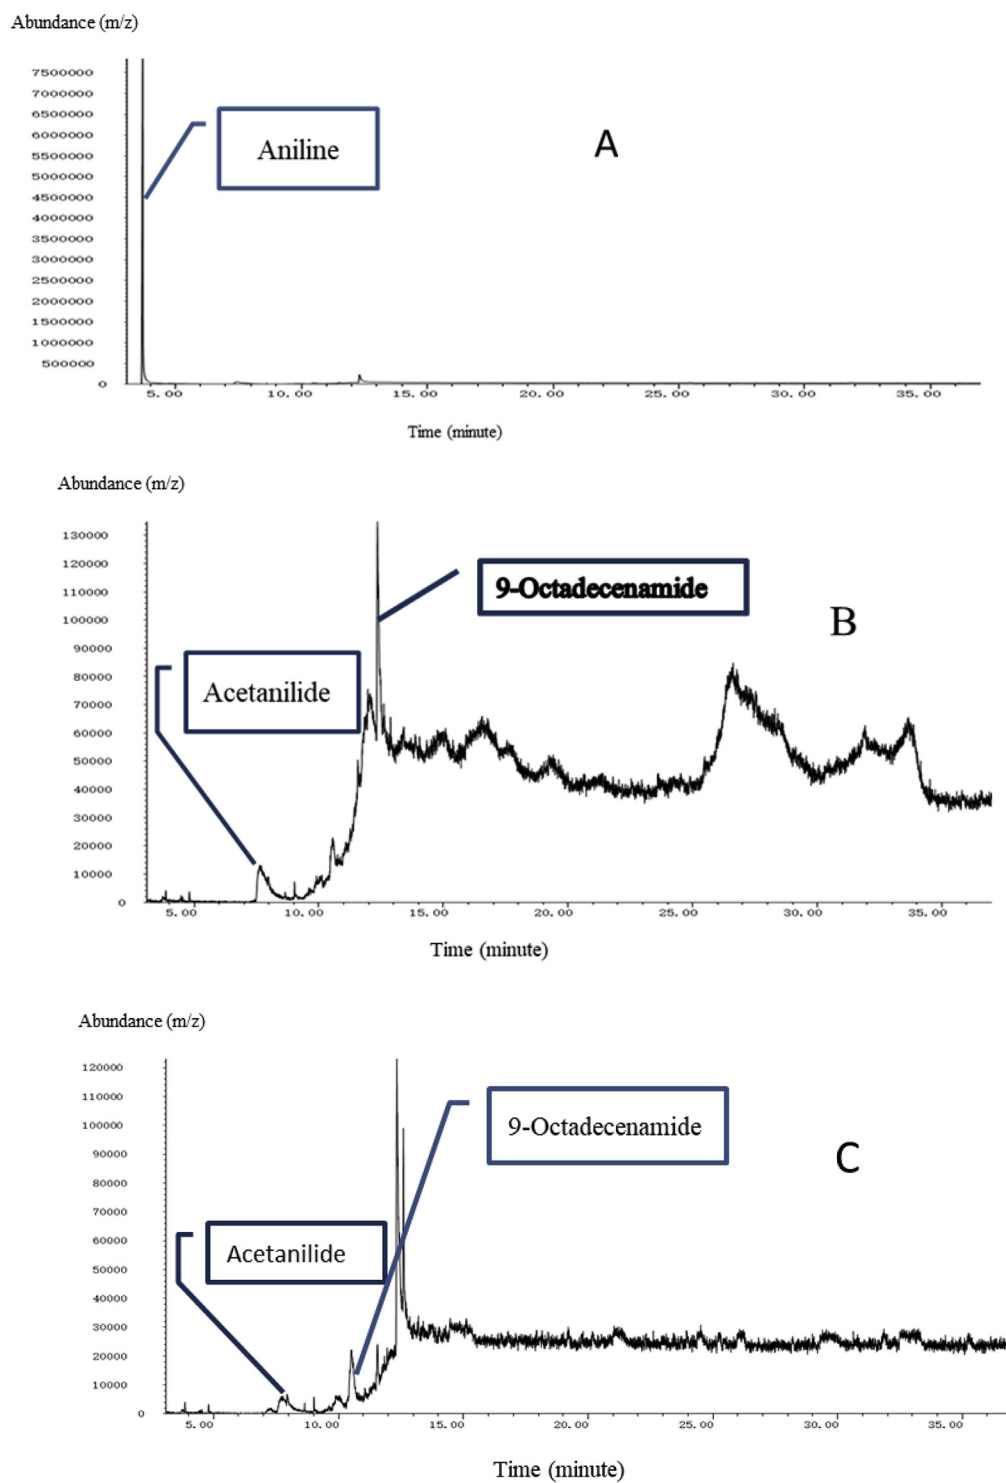 Abundance (m/z)
7500000
7000000
6500000
6000000
5500000
5000000
4500000
4000000
3500000
3000000
2500000
2000000
1500000
1000000
500000
0
Aniline
A
5.00 10.00 15.00 20.00 25.00 30.00 35.00
Time (minute)
Abundance (m/z)
130000
120000
110000
100000
90000
80000
70000
60000
50000
40000
30000
20000
10000
0
9-Octadecenamide
B
Acetanilide
5.00 10.00 15.00 20.00 25.00 30.00 35.00
Time (minute)
Abundance (m/z)
120000
110000
100000
90000
80000
70000
60000
50000
40000
30000
20000
10000
0
9-Octadecenamide
C
Acetanilide
5.00 10.00 15.00 20.00 25.00 30.00 35.00
Time (minute)